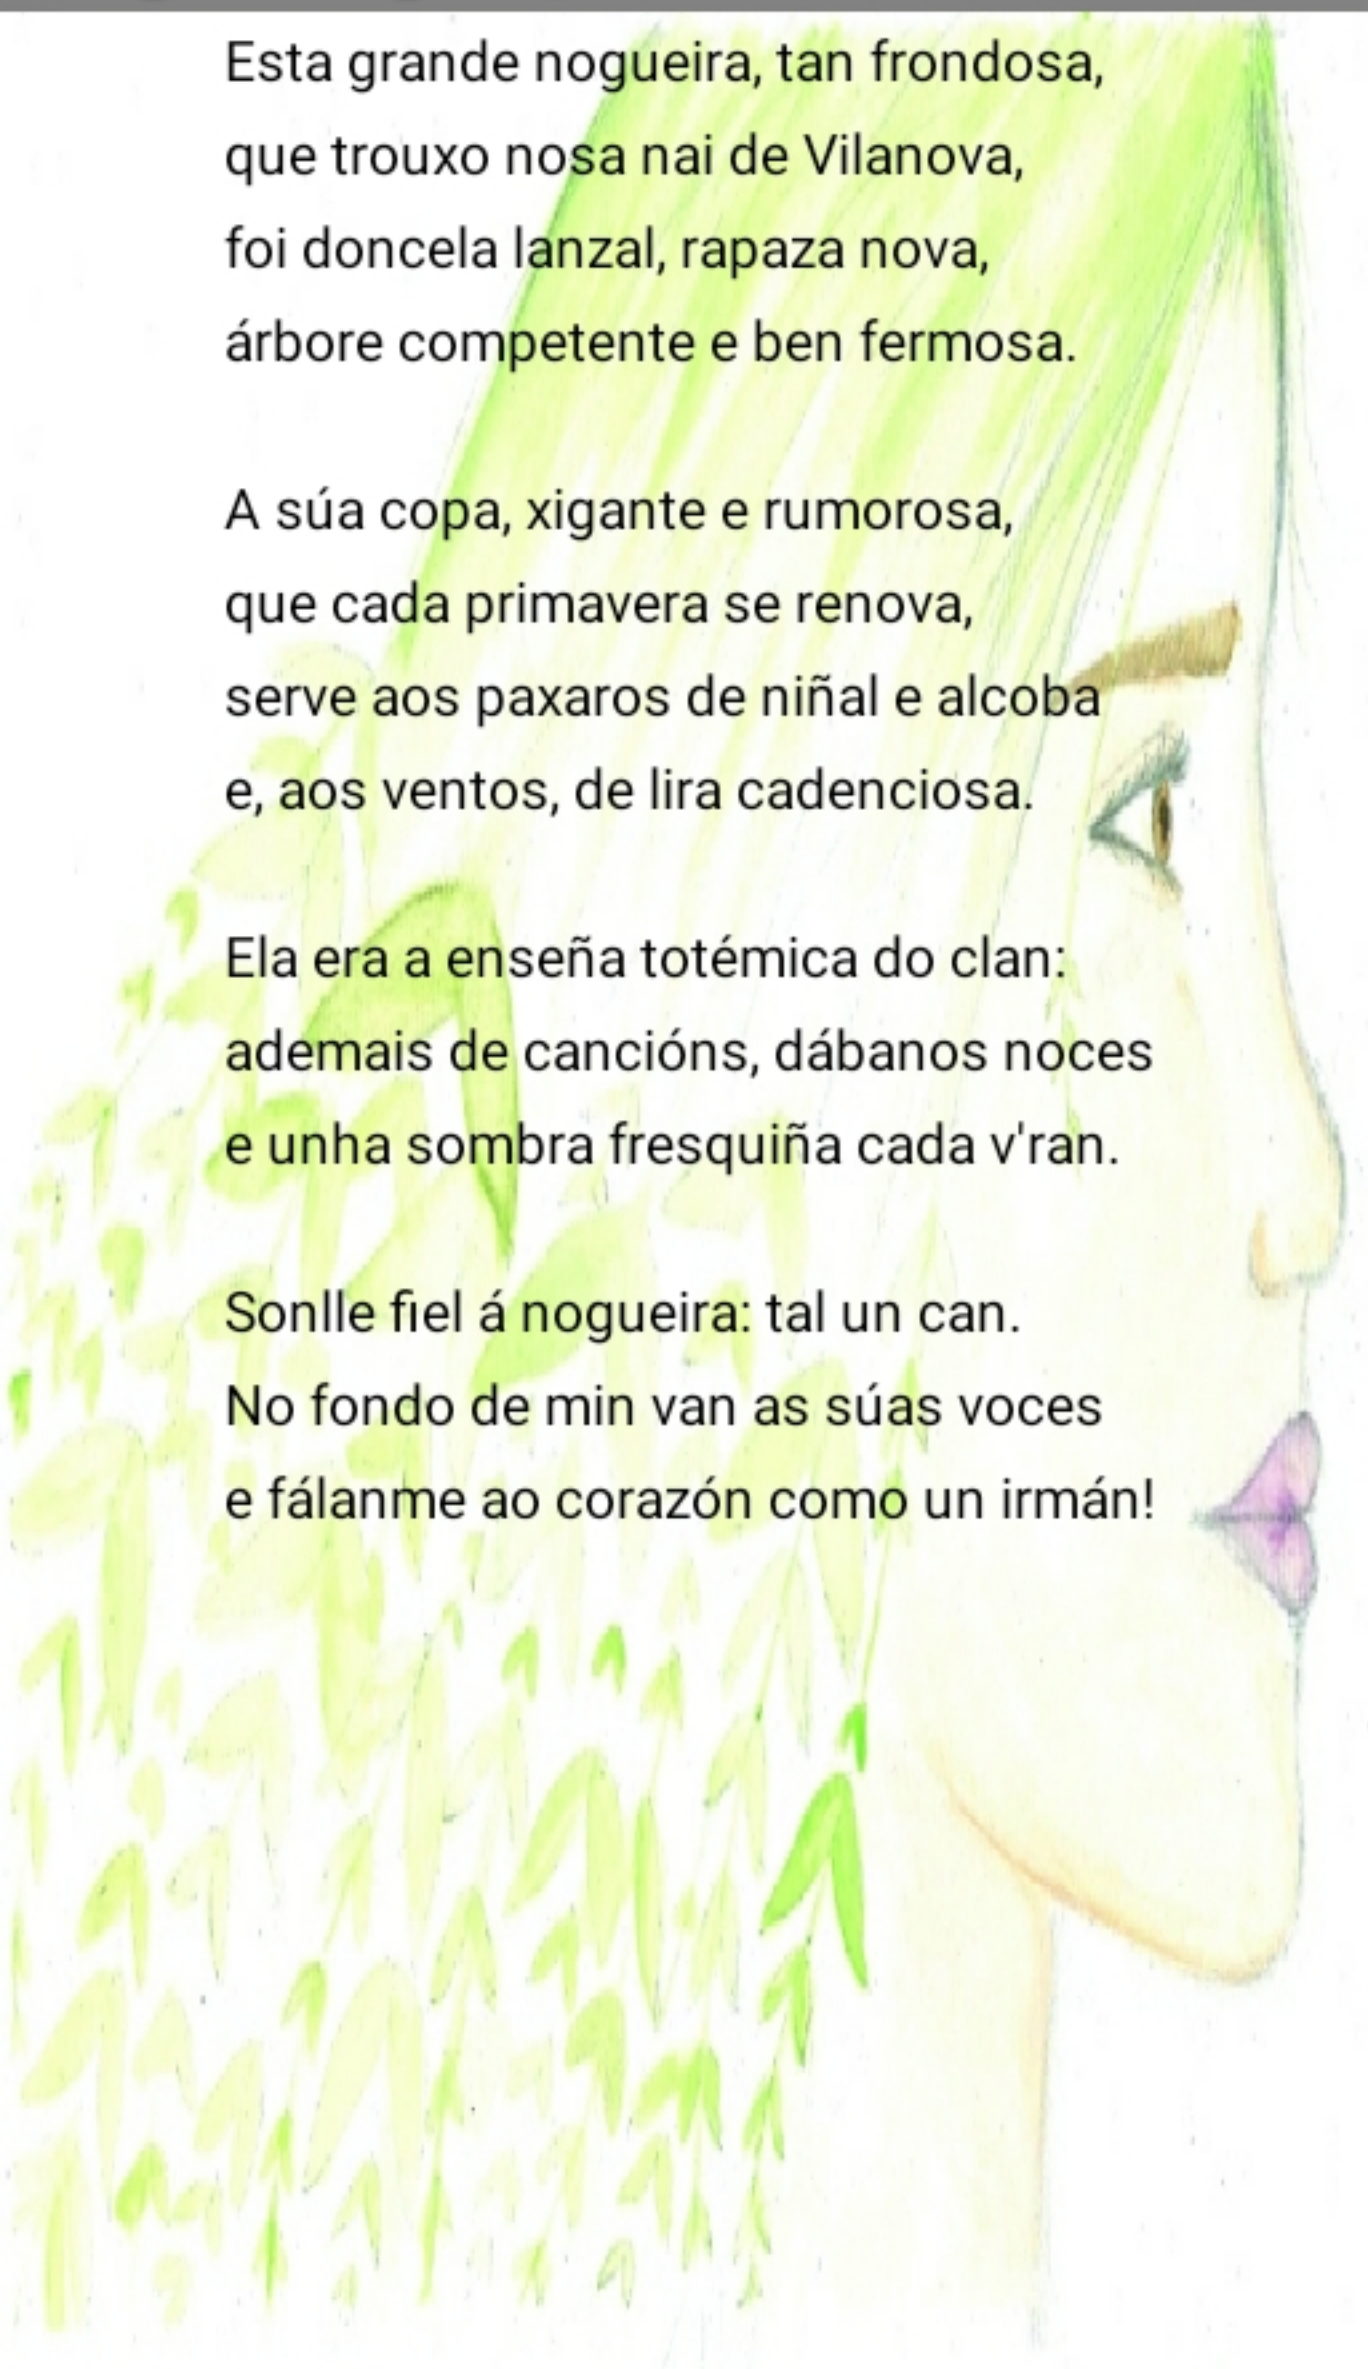 Esta grande nogueira, tan frondosa,
que trouxo nosa nai de Vilanova,
foi doncela lanzal, rapaza nova,
árbore competente e ben fermosa.
A súa copa, xigante e rumorosa,
que cada primavera se renova,
serve aos paxaros de niñal e alcoba
e, aos ventos, de lira cadenciosa.
Ela era a enseña totémica do clan:
ademais de cancións, dábanos noces
e unha sombra fresquiña cada v'ran.
Sonlle fiel á nogueira: tal un can.
No fondo de min van as súas voces
e fálanme ao corazón como un irmán!